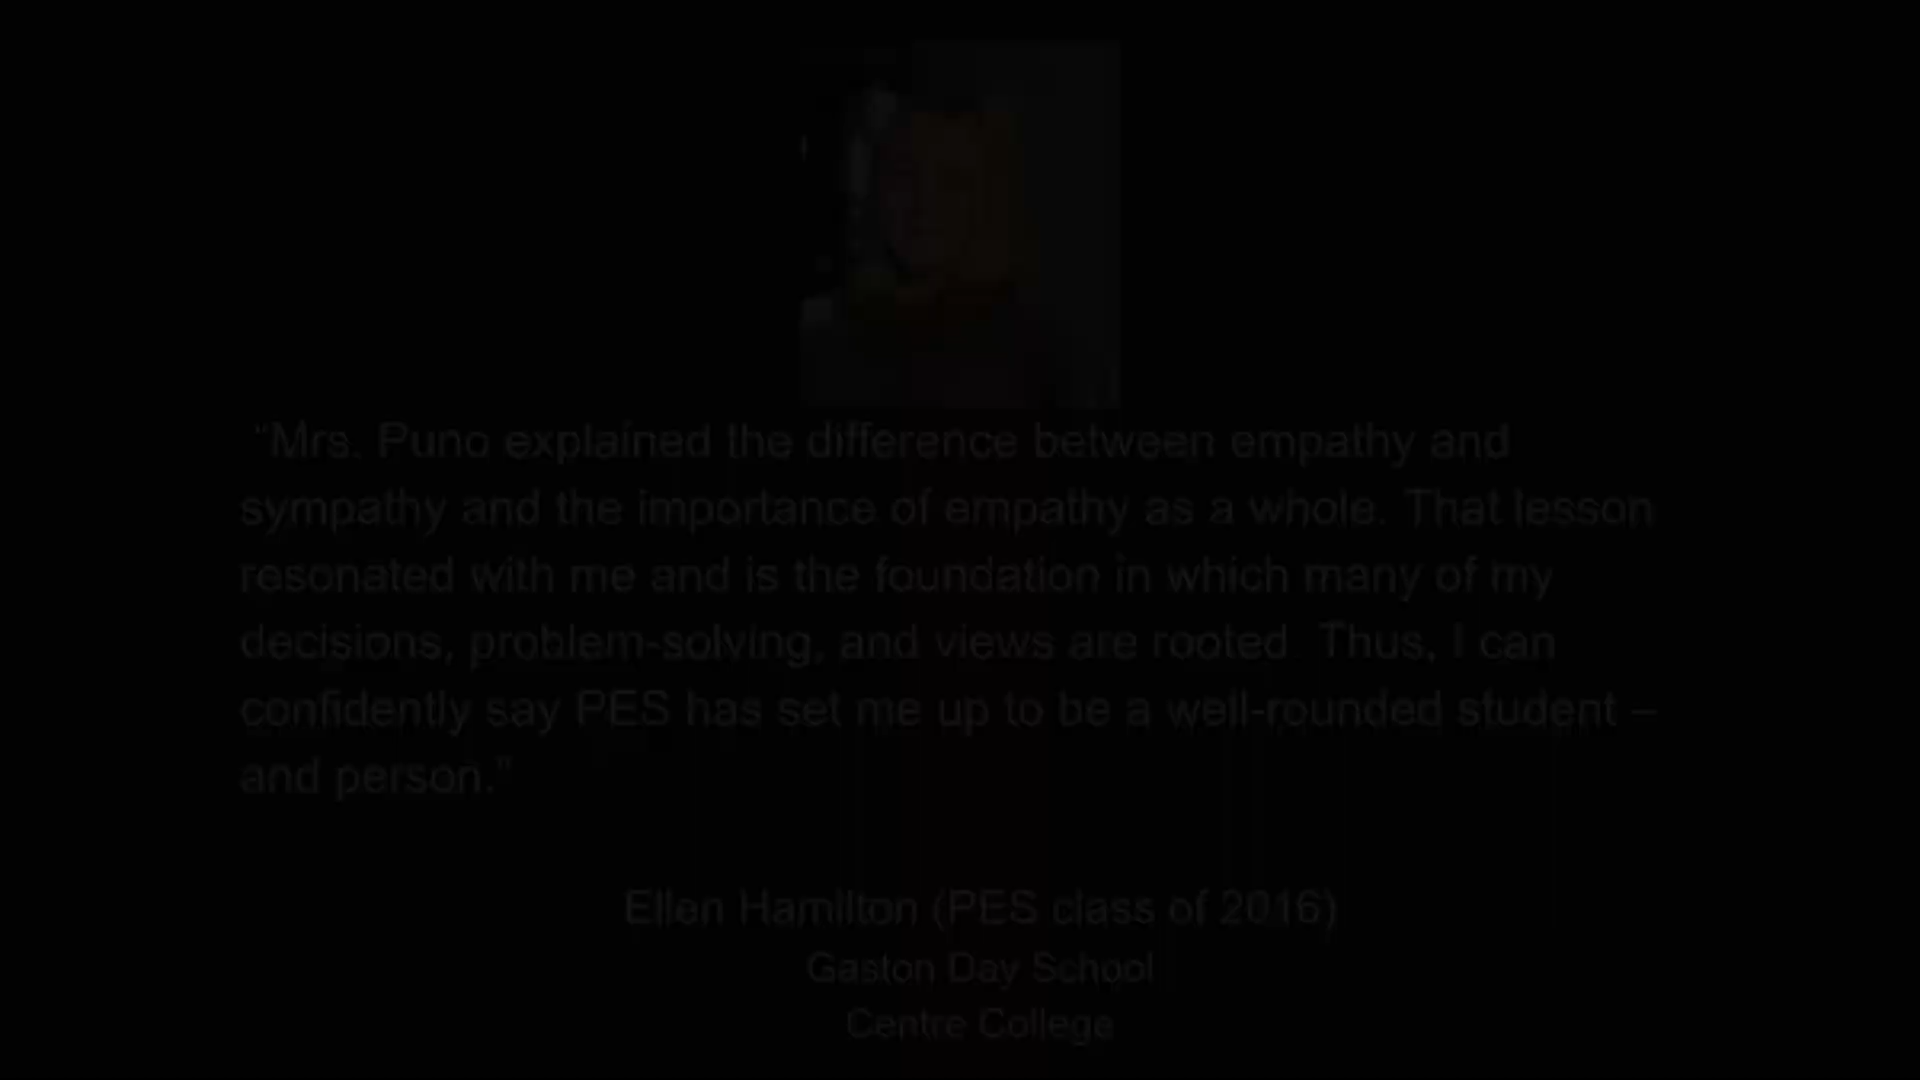 "Mrs. Puno explained the difference between empathy and
sympathy and the importance of empathy as a whole. That lesson
resonated with me and is the foundation in which many of my
decisions, problem-solving, and views are rooted. Thus, I can
confidently say PES has set me up to be a well-rounded student –
and person."
Ellen Hamilton (PES class of 2016)
Gaston Day School
Centre College